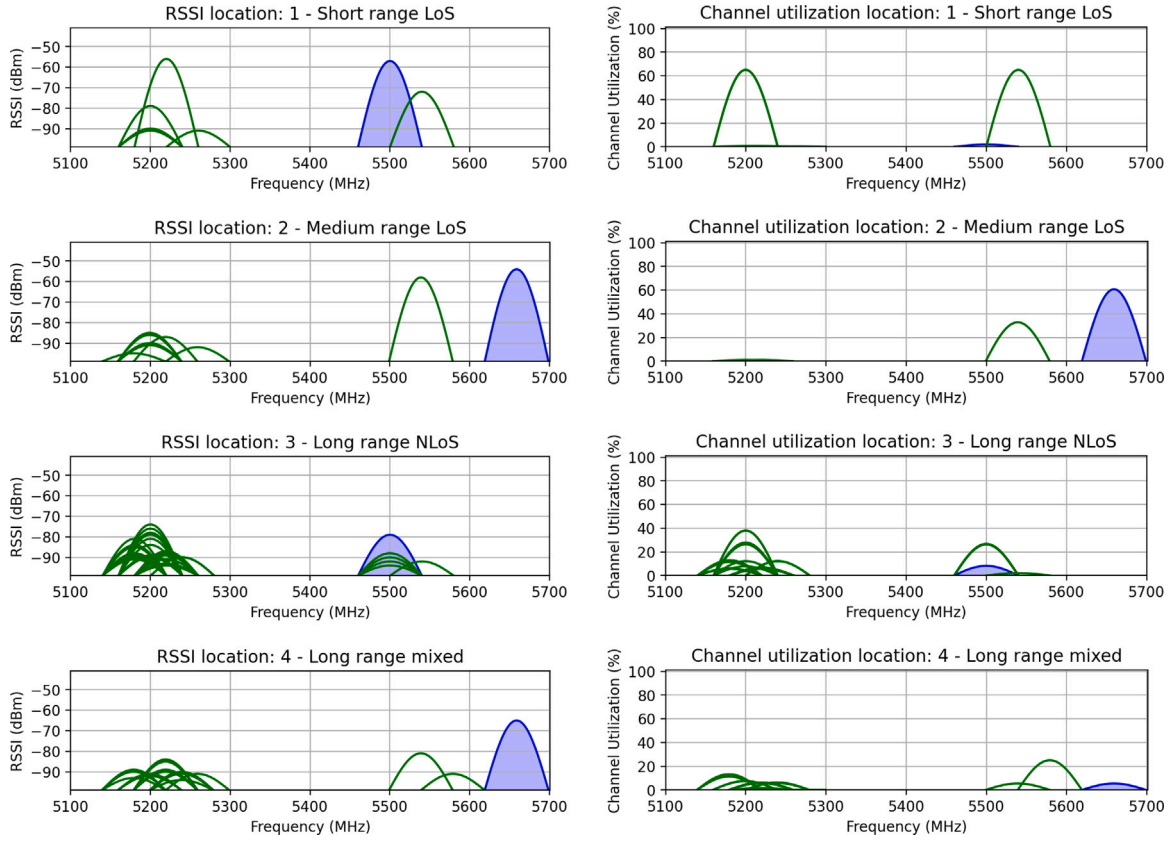 RSSI location: 1 - Short range LoS
RSSI (dBm)
−50
−60
−70
−80
−90
5100 5200 5300 5400 5500 5600 5700
Frequency (MHz)
Channel utilization location: 1 - Short range LoS
Channel Utilization (%)
100
80
60
40
20
0
5100 5200 5300 5400 5500 5600 5700
Frequency (MHz)
RSSI location: 2 - Medium range LoS
RSSI (dBm)
−50
−60
−70
−80
−90
5100 5200 5300 5400 5500 5600 5700
Frequency (MHz)
Channel utilization location: 2 - Medium range LoS
Channel Utilization (%)
100
80
60
40
20
0
5100 5200 5300 5400 5500 5600 5700
Frequency (MHz)
RSSI location: 3 - Long range NLoS
RSSI (dBm)
−50
−60
−70
−80
−90
5100 5200 5300 5400 5500 5600 5700
Frequency (MHz)
Channel utilization location: 3 - Long range NLoS
Channel Utilization (%)
100
80
60
40
20
0
5100 5200 5300 5400 5500 5600 5700
Frequency (MHz)
RSSI location: 4 - Long range mixed
RSSI (dBm)
−50
−60
−70
−80
−90
5100 5200 5300 5400 5500 5600 5700
Frequency (MHz)
Channel utilization location: 4 - Long range mixed
Channel Utilization (%)
100
80
60
40
20
0
5100 5200 5300 5400 5500 5600 5700
Frequency (MHz)